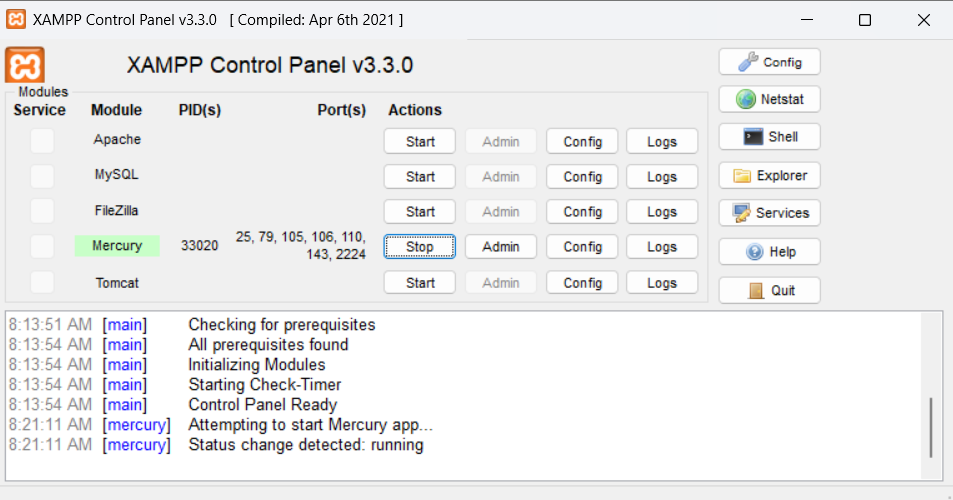 XAMPP Control Panel v3.3.0 [ Compiled: Apr 6th 2021 ]
XAMPP Control Panel v3.3.0
Modules
Service Module PID(s) Port(s) Actions
Apache Start Admin Config Logs
MySQL Start Admin Config Logs
FileZilla Start Admin Config Logs
Mercury 33020 25, 79, 105, 106, 110, Stop Admin Config Logs
143, 2224
Tomcat Start Admin Config Logs
Config
Netstat
Shell
Explorer
Services
Help
Quit
8:13:51 AM [main] Checking for prerequisites
8:13:54 AM [main] All prerequisites found
8:13:54 AM [main] Initializing Modules
8:13:54 AM [main] Starting Check-Timer
8:13:54 AM [main] Control Panel Ready
8:21:11 AM [mercury] Attempting to start Mercury app...
8:21:11 AM [mercury] Status change detected: running